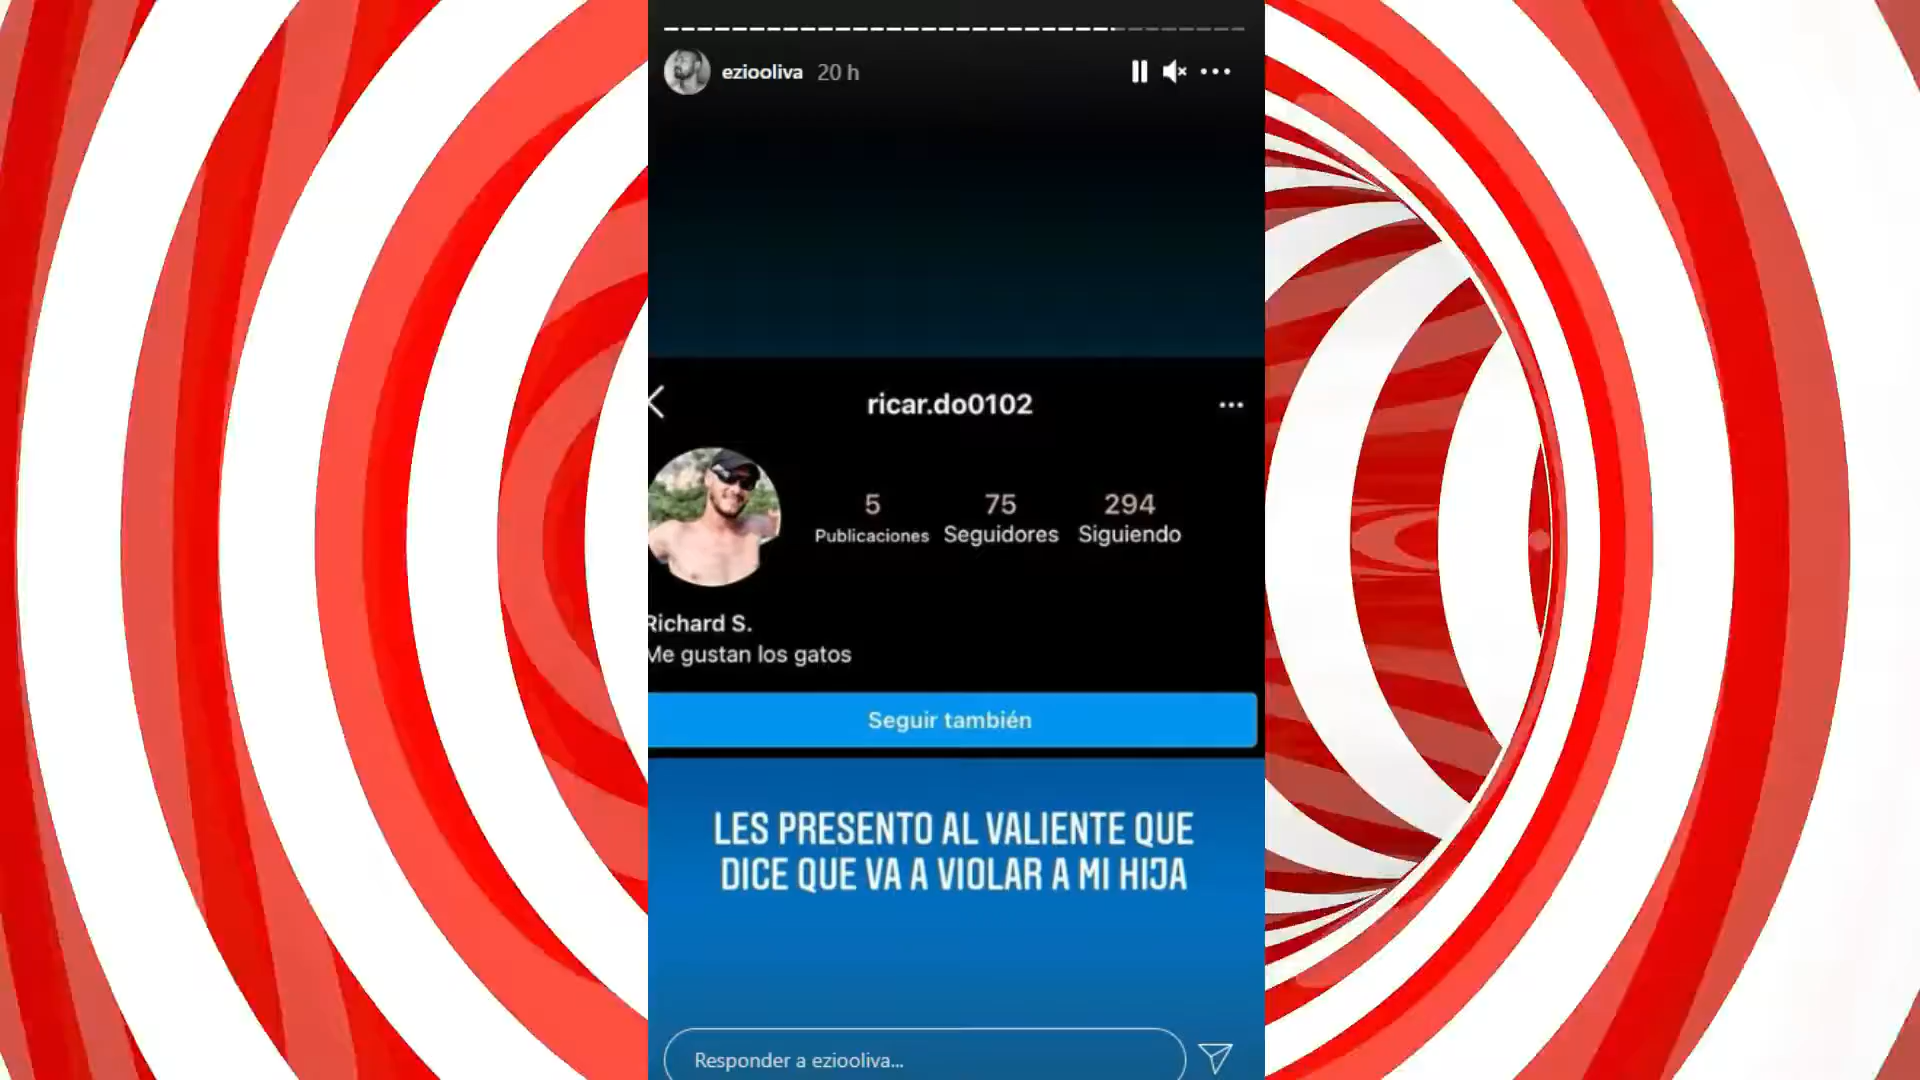 eziooliva 20 h
ricar.do0102
5 75 294
Publicaciones Seguidores Siguiendo
Richard S.
Me gustan los gatos
Seguir también
LES PRESENTO AL VALIENTE QUE
DICE QUE VA A VIOLAR A MI HIJA
Responder a eziooliva...